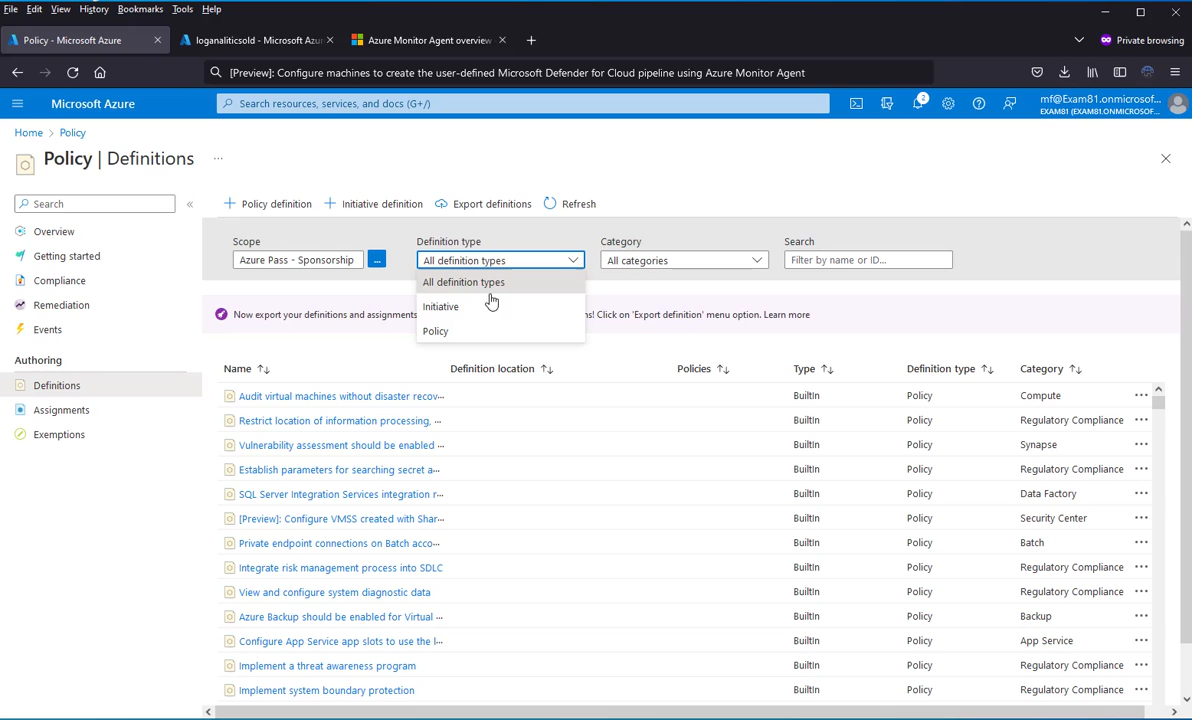 File Edit View History Bookmarks Tools Help
Policy - Microsoft Azure
loganaliticsold - Microsoft Azu
Azure Monitor Agent overview
Private browsing
[Preview]: Configure machines to create the user-defined Microsoft Defender for Cloud pipeline using Azure Monitor Agent
Microsoft Azure
Search resources, services, and docs (G+/)
2
mf@Exam81.onmicrosof...
EXAM81 (EXAM81.ONMICROSOF...
Home > Policy
Policy | Definitions ...
Search
«
Overview
Getting started
Compliance
Remediation
Events
Authoring
Definitions
Assignments
Exemptions
+ Policy definition + Initiative definition Export definitions Refresh
Scope
Azure Pass - Sponsorship
...
Definition type
All definition types
All definition types
Initiative
Policy
Category
All categories
Search
Filter by name or ID...
Now export your definitions and assignments
ns! Click on 'Export definition' menu option. Learn more
Name Definition location Policies Type Definition type Category
Audit virtual machines without disaster recov... BuiltIn Policy Compute ...
Restrict location of information processing, ... BuiltIn Policy Regulatory Compliance ...
Vulnerability assessment should be enabled ... BuiltIn Policy Synapse ...
Establish parameters for searching secret a... BuiltIn Policy Regulatory Compliance ...
SQL Server Integration Services integration r... BuiltIn Policy Data Factory ...
[Preview]: Configure VMSS created with Shar... BuiltIn Policy Security Center ...
Private endpoint connections on Batch acco... BuiltIn Policy Batch ...
Integrate risk management process into SDLC BuiltIn Policy Regulatory Compliance ...
View and configure system diagnostic data BuiltIn Policy Regulatory Compliance ...
Azure Backup should be enabled for Virtual ... BuiltIn Policy Backup ...
Configure App Service app slots to use the l... BuiltIn Policy App Service ...
Implement a threat awareness program BuiltIn Policy Regulatory Compliance ...
Implement system boundary protection BuiltIn Policy Regulatory Compliance ...